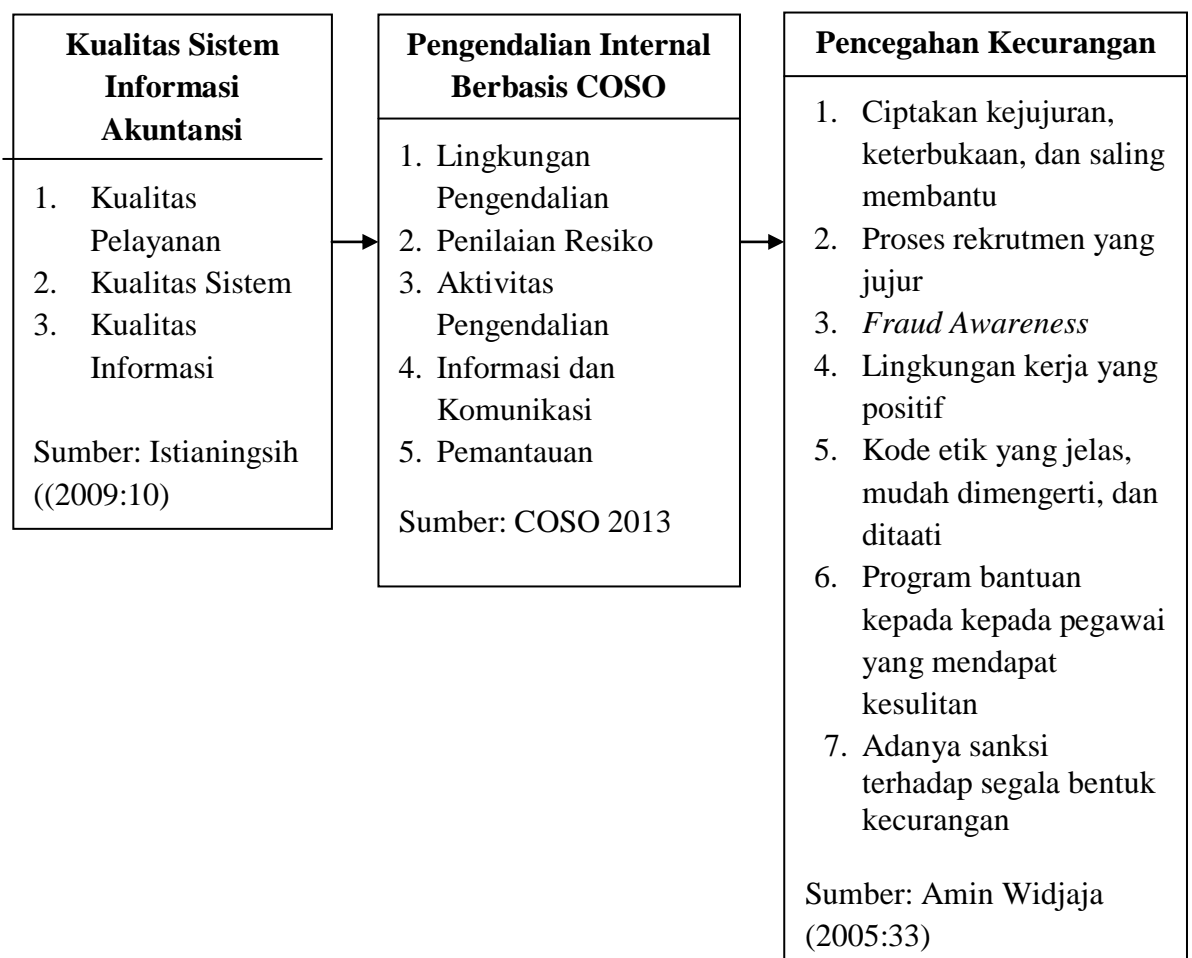 Kualitas Sistem
Informasi
Akuntansi
1. Kualitas
Pelayanan
2. Kualitas Sistem
3. Kualitas
Informasi
Sumber: Istianingsih
((2009:10)
Pengendalian Internal
Berbasis COSO
1. Lingkungan
Pengendalian
2. Penilaian Resiko
3. Aktivitas
Pengendalian
4. Informasi dan
Komunikasi
5. Pemantauan
Sumber: COSO 2013
Pencegahan Kecurangan
1. Ciptakan kejujuran,
keterbukaan, dan saling
membantu
2. Proses rekrutmen yang
jujur
3. Fraud Awareness
4. Lingkungan kerja yang
positif
5. Kode etik yang jelas,
mudah dimengerti, dan
ditaati
6. Program bantuan
kepada kepada pegawai
yang mendapat
kesulitan
7. Adanya sanksi
terhadap segala bentuk
kecurangan
Sumber: Amin Widjaja
(2005:33)